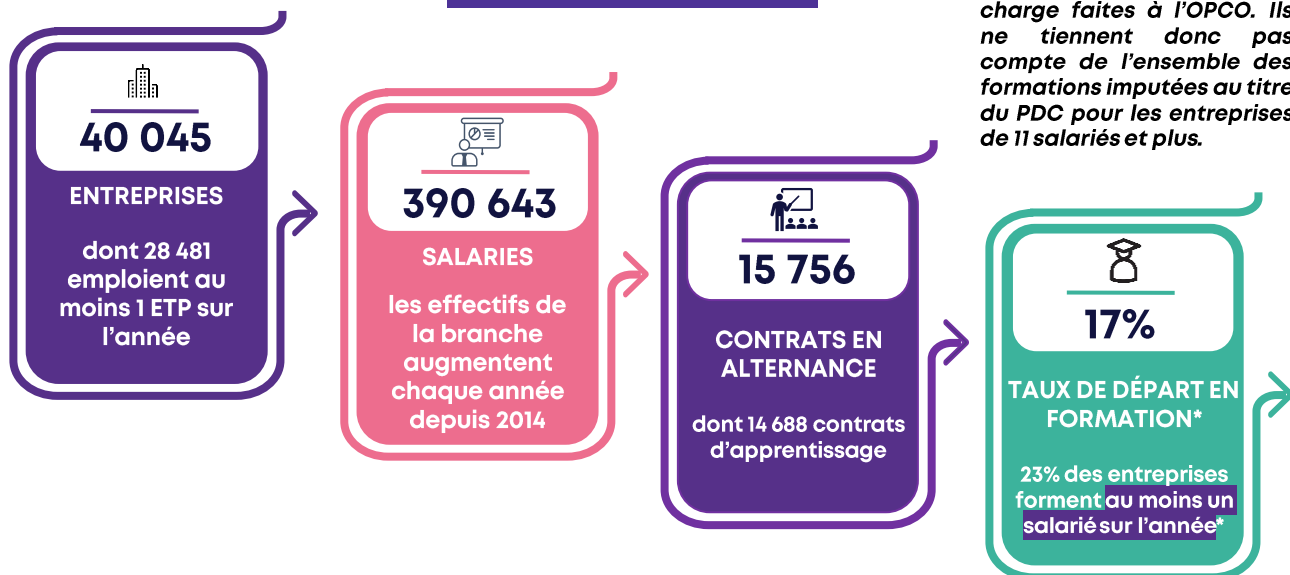 charge faites à l'OPCO. Ils
ne tiennent donc pas
compte de l'ensemble des
formations imputées au titre
du PDC pour les entreprises
de 11 salariés et plus.
40 045
ENTREPRISES
dont 28 481
emploient au
moins 1 ETP sur
l'année
390 643
SALARIES
les effectifs de
la branche
augmentent
chaque année
depuis 2014
15 756
CONTRATS EN
ALTERNANCE
dont 14 688 contrats
d'apprentissage
17%
TAUX DE DÉPART EN
FORMATION*
23% des entreprises
forment au moins un
salarié sur l'année*